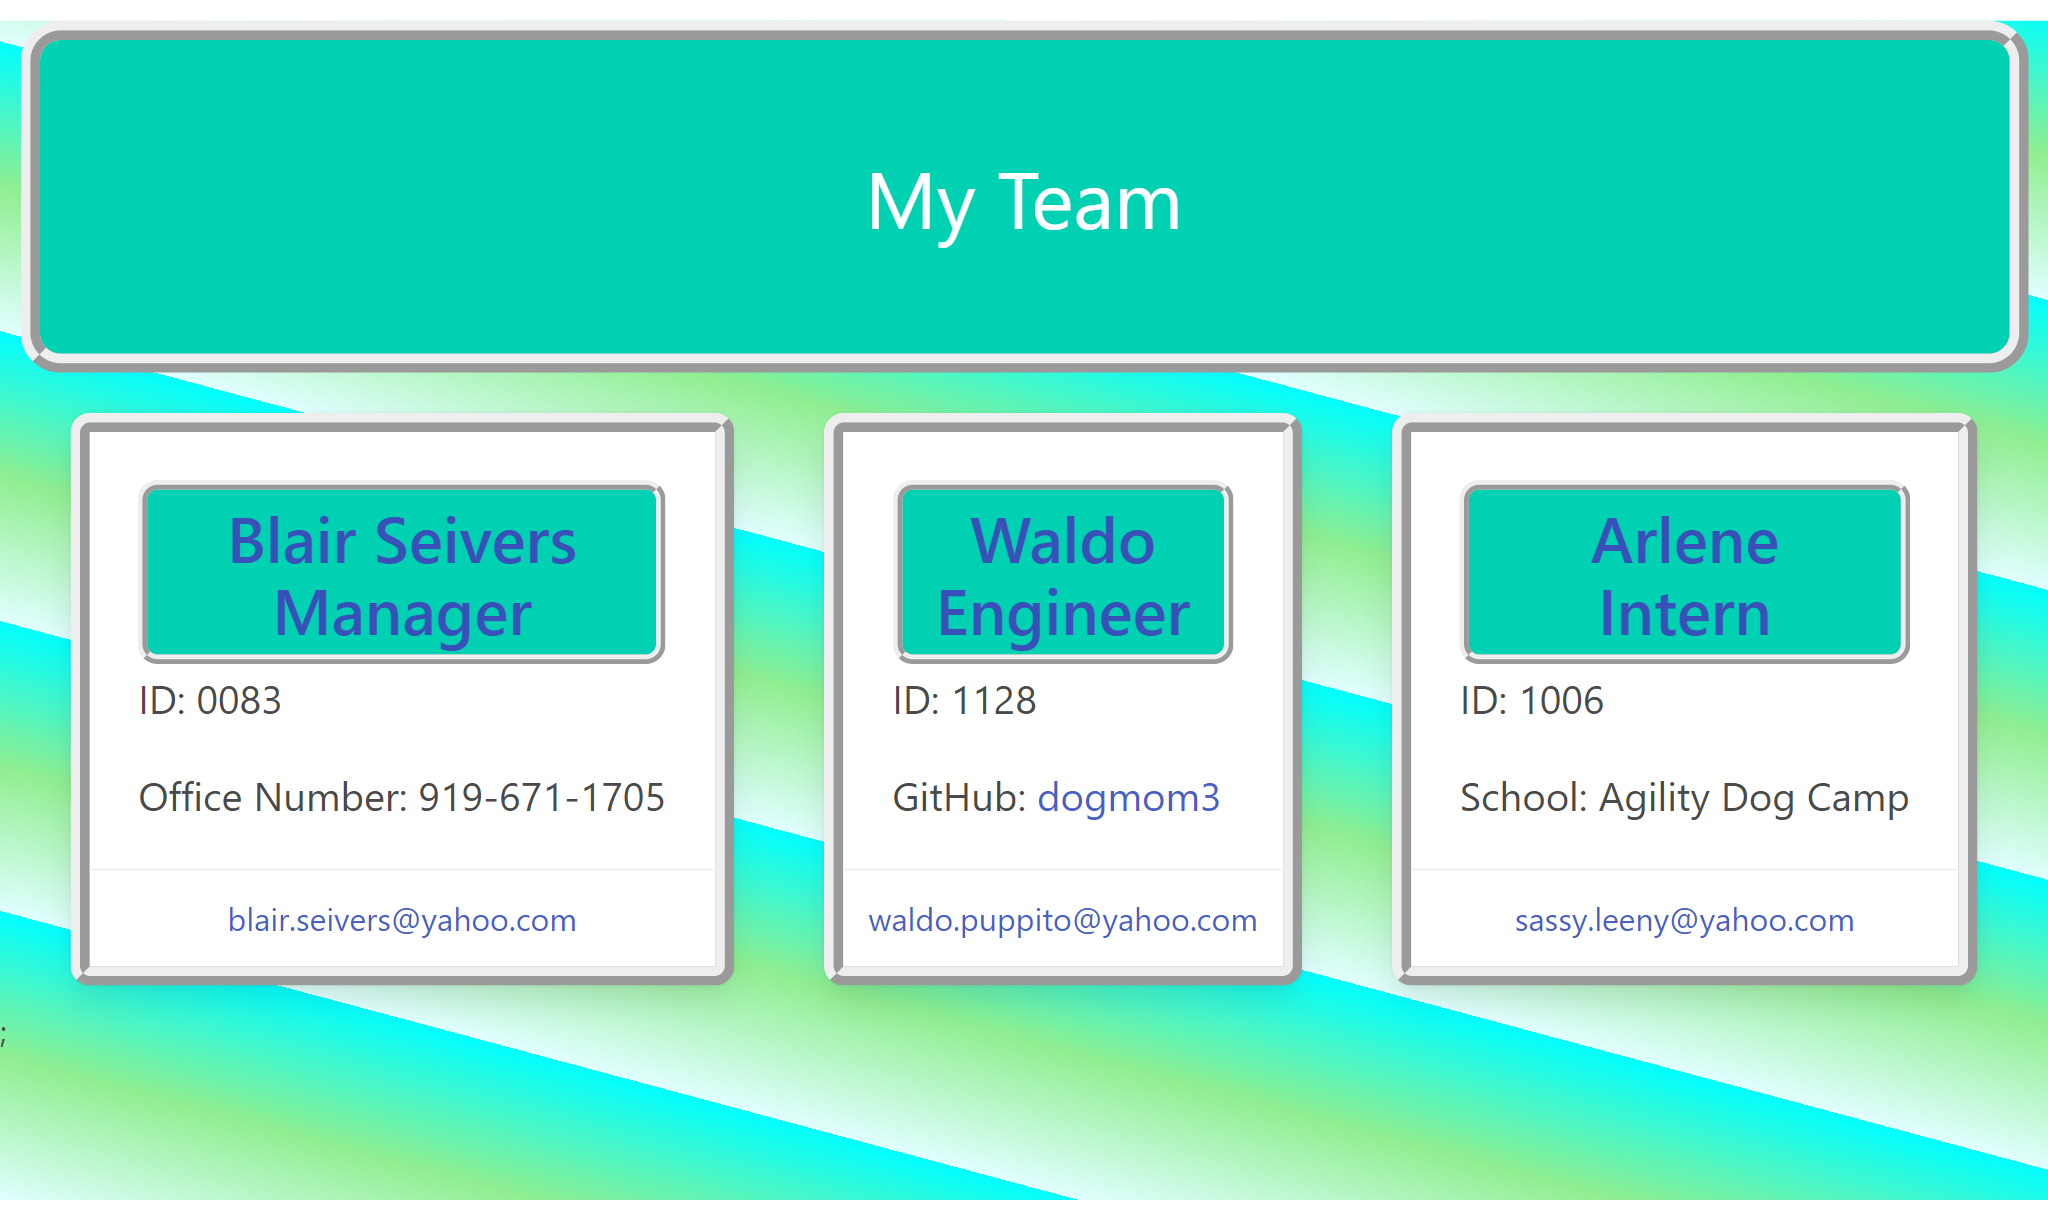 My Team
Blair Seivers
Manager
ID: 0083
Office Number: 919-671-1705
blair.seivers@yahoo.com
Waldo
Engineer
ID: 1128
GitHub: dogmom3
waldo.puppito@yahoo.com
Arlene
Intern
ID: 1006
School: Agility Dog Camp
sassy.leeny@yahoo.com
;